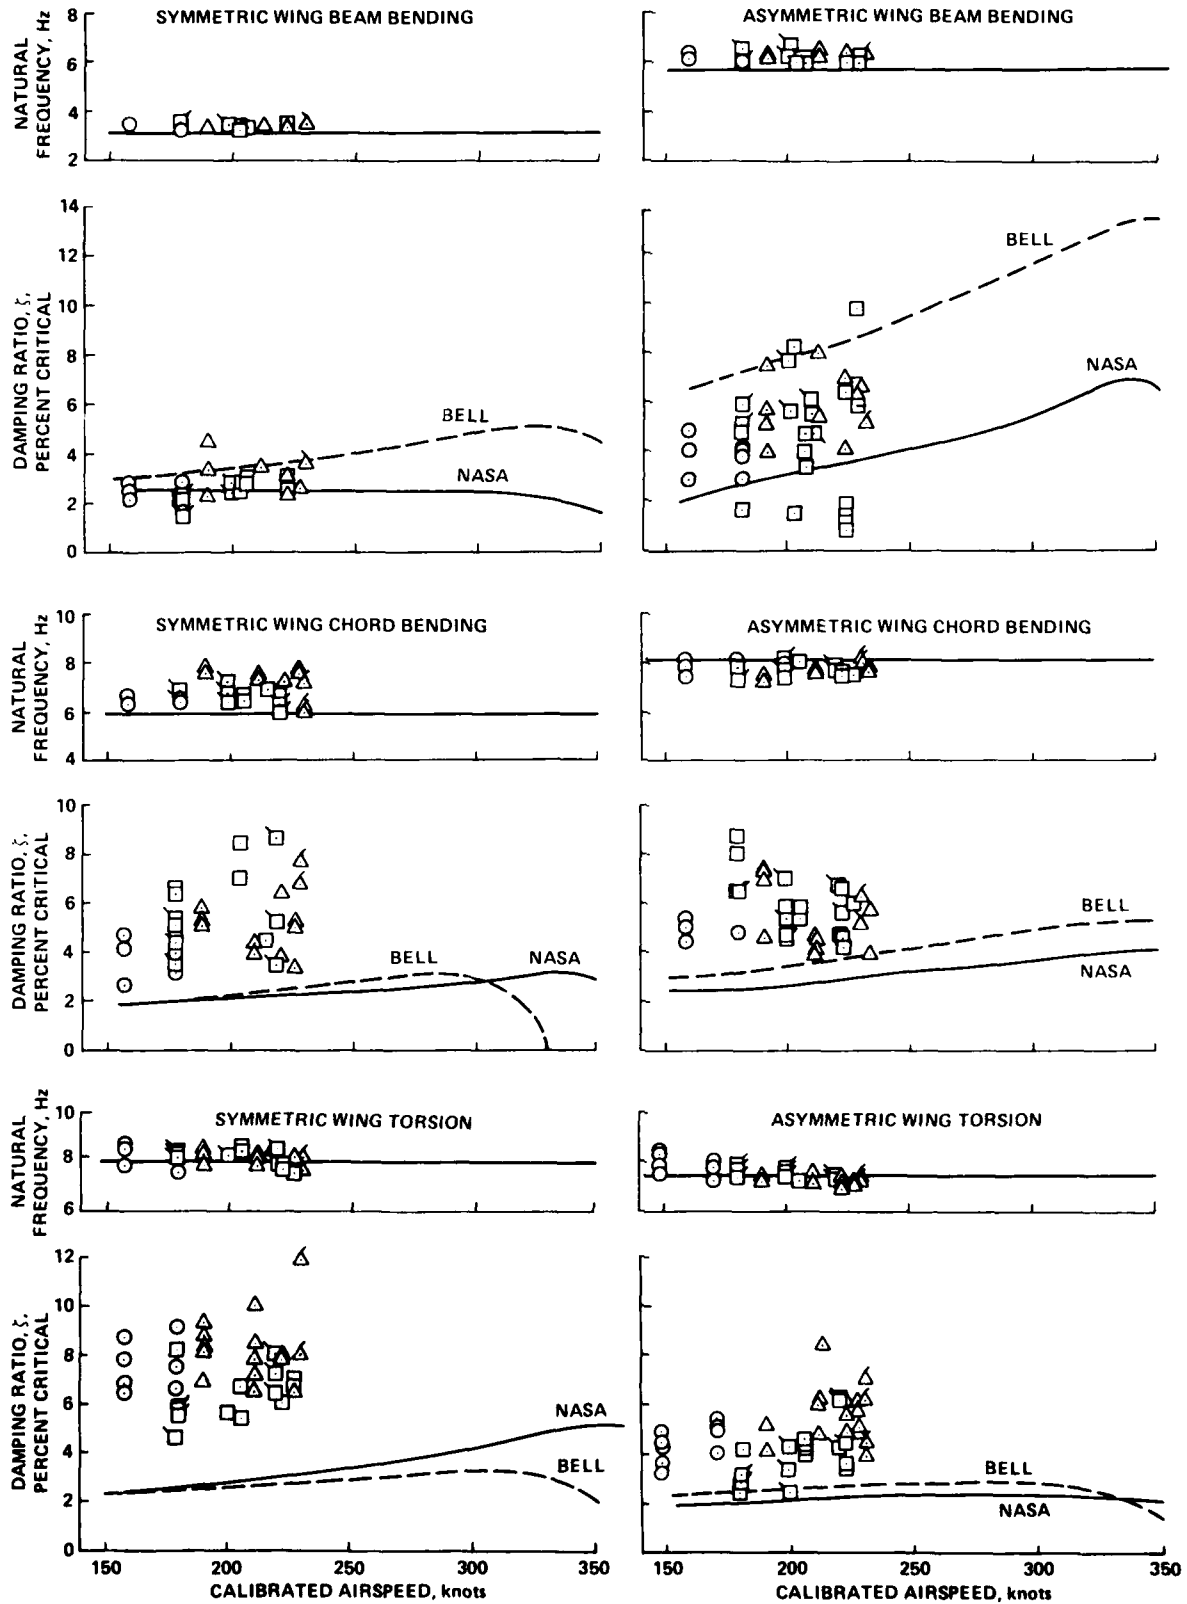 SYMMETRIC WING BEAM BENDING
NATURAL
FREQUENCY, Hz
8
6
4
2
ASYMMETRIC WING BEAM BENDING
DAMPING RATIO, ζ,
PERCENT CRITICAL
14
12
10
8
6
4
2
0
BELL
NASA
BELL
NASA
SYMMETRIC WING CHORD BENDING
NATURAL
FREQUENCY, Hz
10
8
6
4
ASYMMETRIC WING CHORD BENDING
DAMPING RATIO, ζ,
PERCENT CRITICAL
10
8
6
4
2
0
BELL
NASA
BELL
NASA
SYMMETRIC WING TORSION
NATURAL
FREQUENCY, Hz
10
8
6
ASYMMETRIC WING TORSION
DAMPING RATIO, ζ,
PERCENT CRITICAL
12
10
8
6
4
2
0
NASA
BELL
150 200 250 300 350
CALIBRATED AIRSPEED, knots
BELL
NASA
150 200 250 300 350
CALIBRATED AIRSPEED, knots